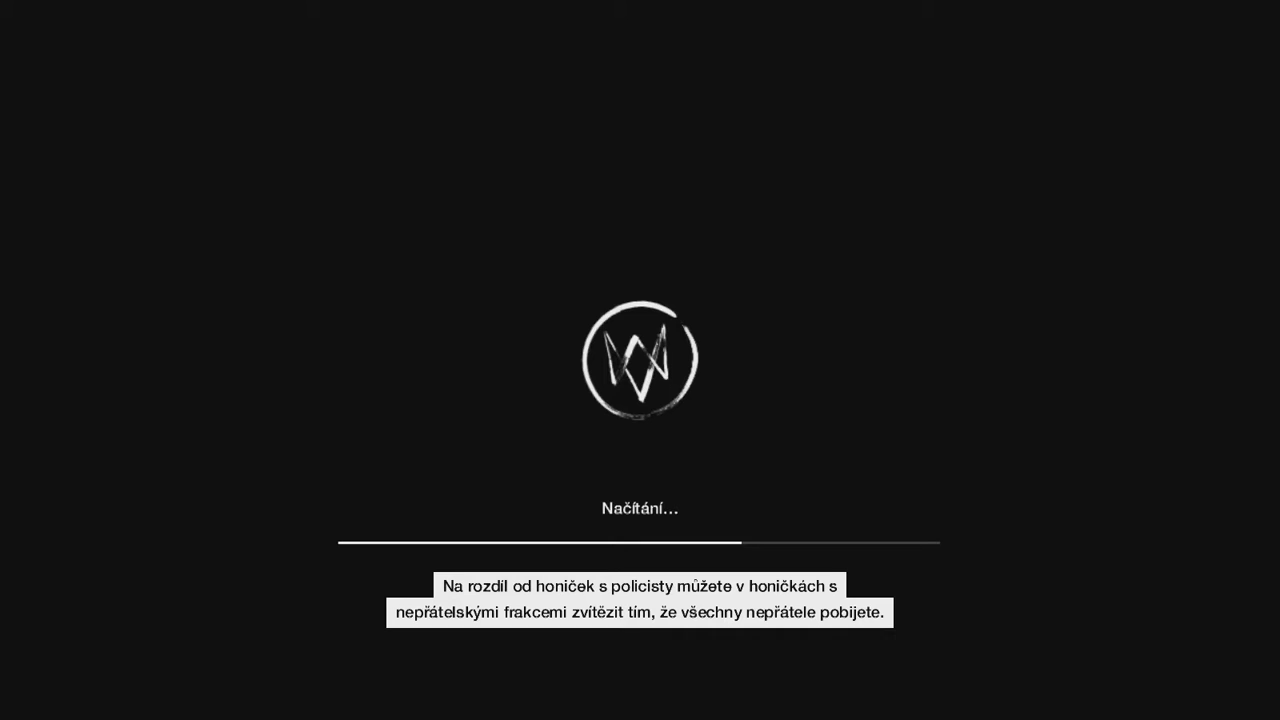 Načítání...
Na rozdíl od honiček s policisty můžete v honičkách s
nepřátelskými frakcemi zvítězit tím, že všechny nepřátele pobijete.